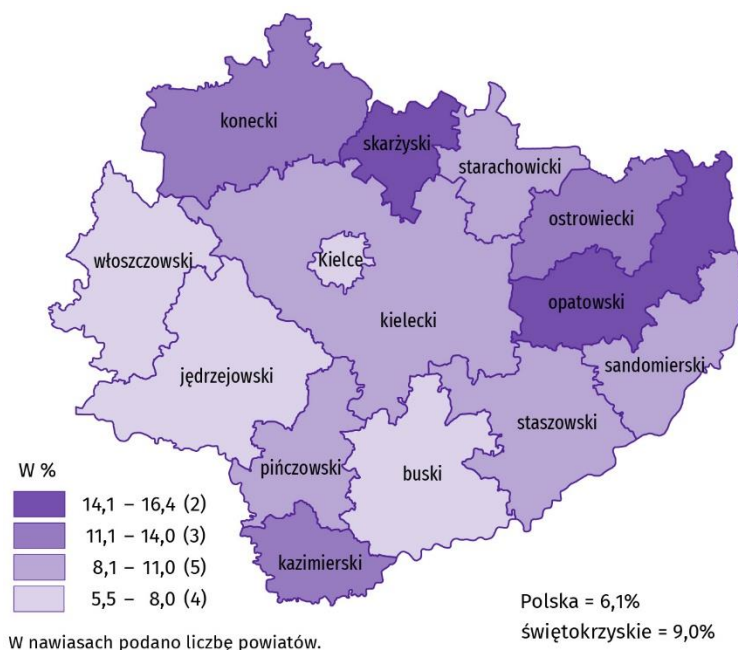 konecki
skarżyski
starachowicki
ostrowiecki
włoszczowski
Kielce
opatowski
kielecki
sandomierski
jędrzejowski
staszowski
pińczowski
buski
kazimierski
W %
14,1 – 16,4 (2)
11,1 – 14,0 (3)
8,1 – 11,0 (5)
5,5 – 8,0 (4)
Polska = 6,1%
świętokrzyskie = 9,0%
W nawiasach podano liczbę powiatów.